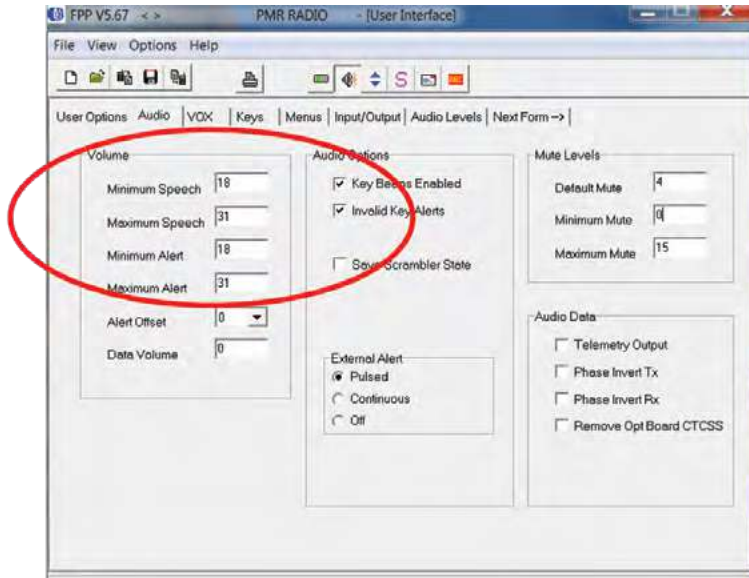 FPP V5.67 < > PMR RADIO - [User Interface]
File View Options Help
User Options Audio VOX Keys Menus Input/Output Audio Levels Next Form -->
Volume
Minimum Speech 18
Maximum Speech 31
Minimum Alert 18
Maximum Alert 31
Alert Offset 0
Data Volume 0
Audio Options
Key Beeps Enabled
Invalid Key Alerts
Save Scrambler State
External Alert
Pulsed
Continuous
Off
Mute Levels
Default Mute 4
Minimum Mute 0
Maximum Mute 15
Audio Data
Telemetry Output
Phase Invert Tx
Phase Invert Rx
Remove Opt Board CTCSS